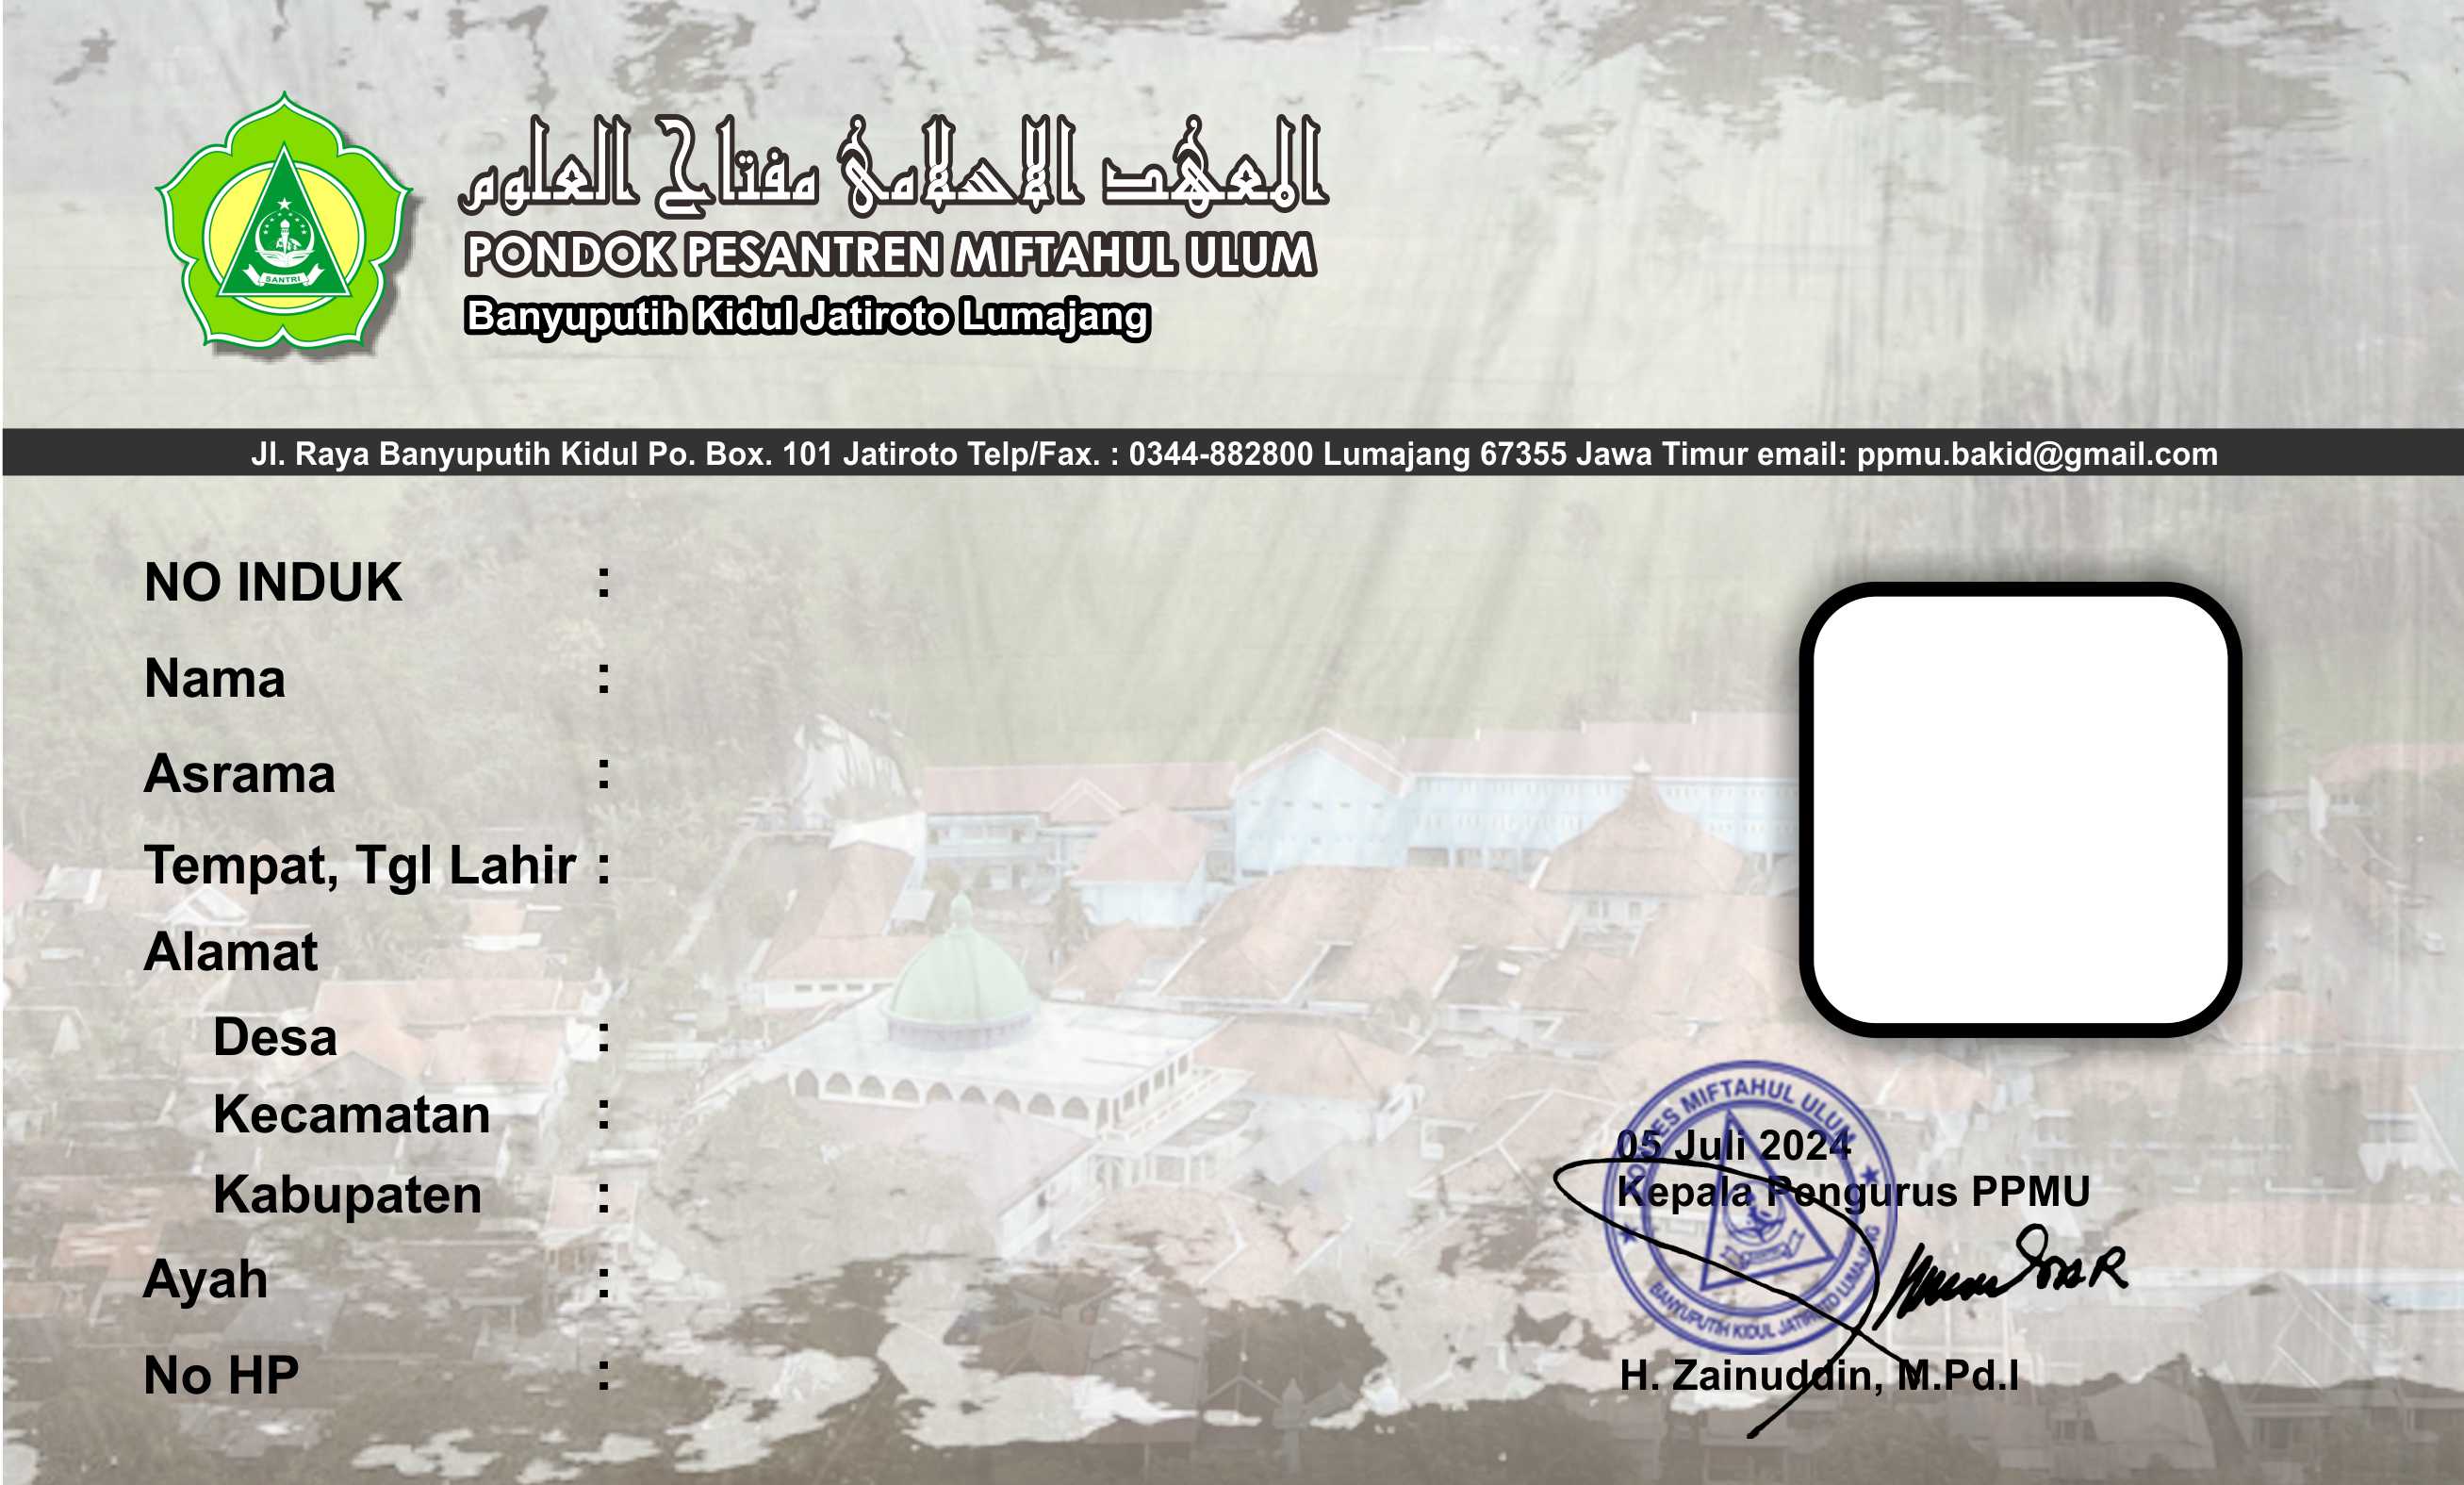 المعهد الإسلامي مفتاح العلوم
PONDOK PESANTREN MIFTAHUL ULUM
Banyuputih Kidul Jatiroto Lumajang
SANTRI
Jl. Raya Banyuputih Kidul Po. Box. 101 Jatiroto Telp/Fax. : 0344-882800 Lumajang 67355 Jawa Timur email: ppmu.bakid@gmail.com
NO INDUK :
Nama :
Asrama :
Tempat, Tgl Lahir :
Alamat
Desa :
Kecamatan :
Kabupaten :
Ayah :
No HP :
MIFTAHUL ULUM
05 Juli 2024
Kepala Pengurus PPMU
BANYUPUTIH KIDUL JATIROTO LUMAJANG
H. Zainuddin, M.Pd.I